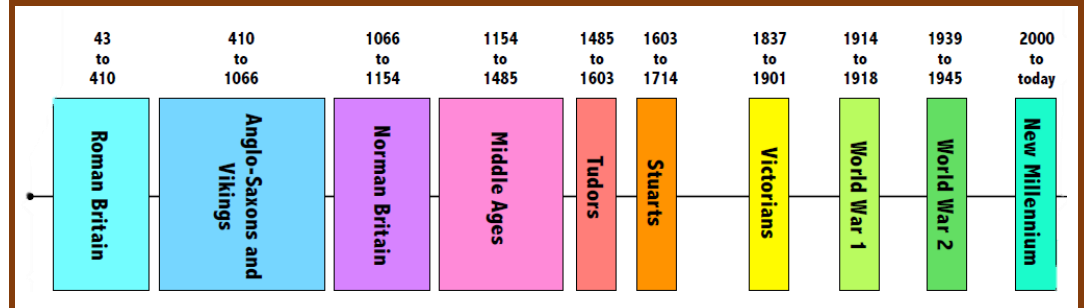 43
to
410
410
to
1066
1066
to
1154
1154
to
1485
1485
to
1603
1603
to
1714
1837
to
1901
1914
to
1918
1939
to
1945
2000
to
today
Roman Britain
Anglo-Saxons and
Vikings
Norman Britain
Middle Ages
Tudors
Stuarts
Victorians
World War 1
World War 2
New Millennium